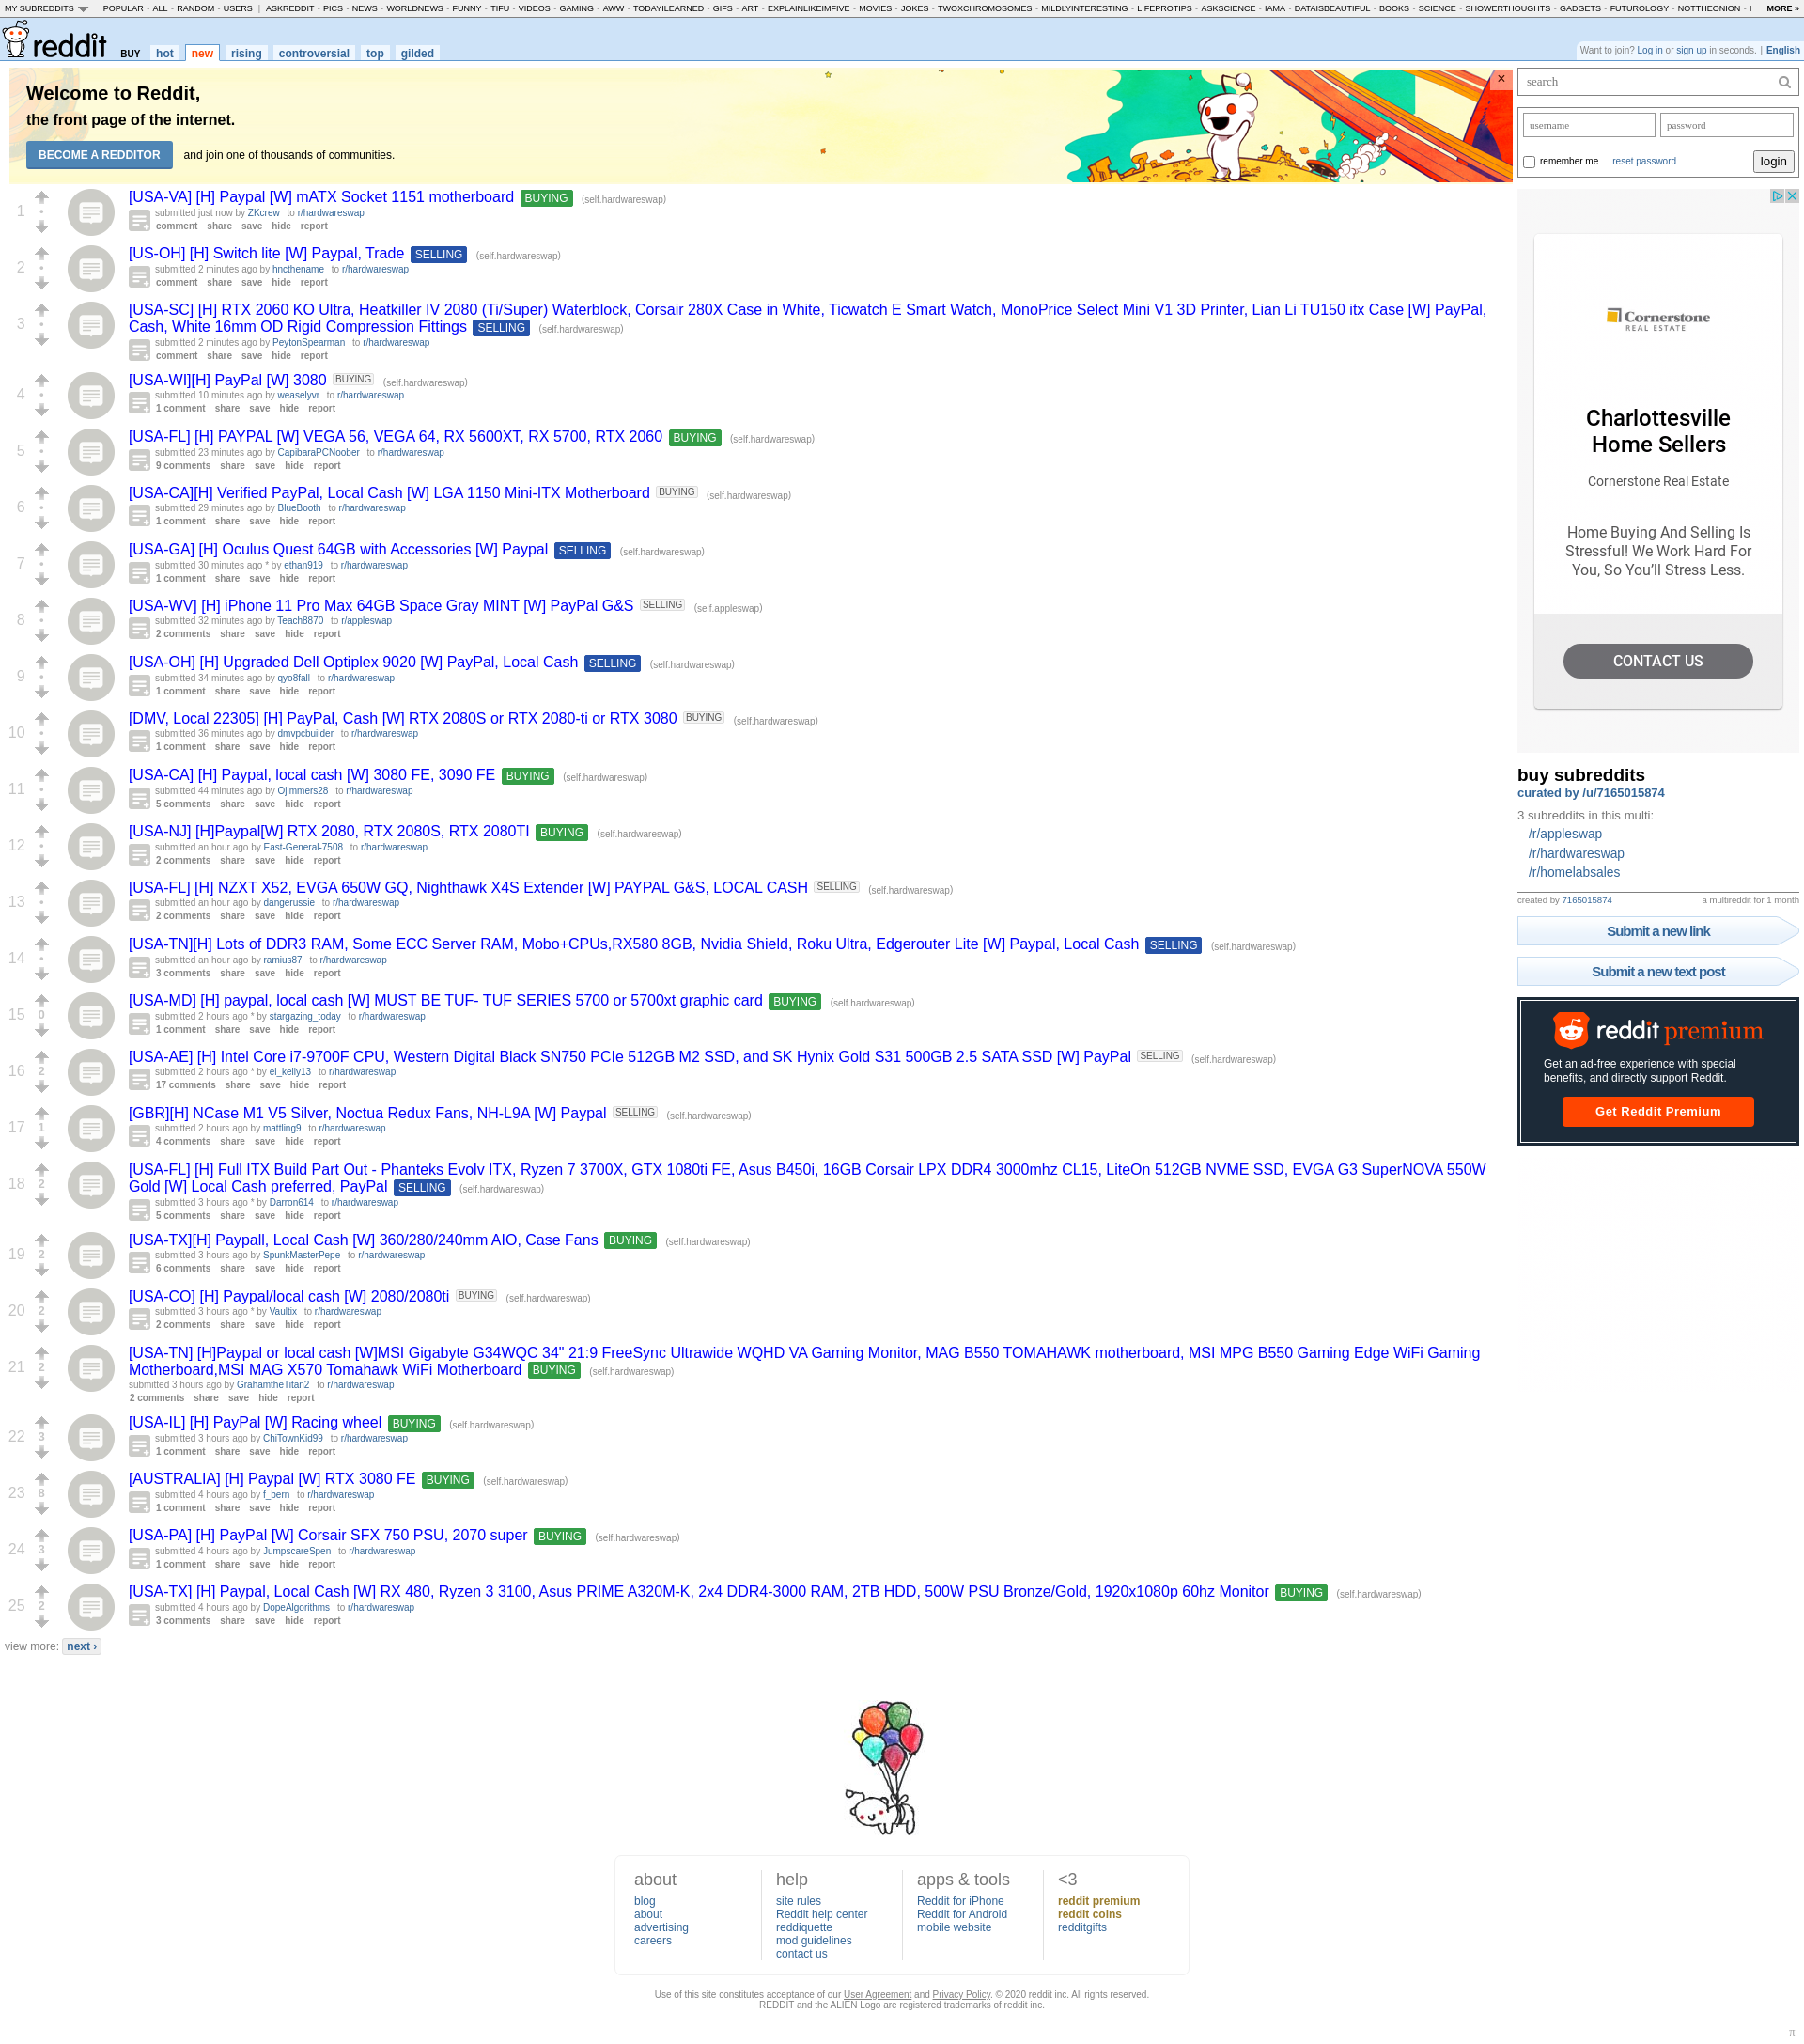 MY SUBREDDITS POPULAR - ALL - RANDOM - USERS | ASKREDDIT - PICS - NEWS - WORLDNEWS - FUNNY - TIFU - VIDEOS - GAMING - AWW - TODAYILEARNED - GIFS - ART - EXPLAINLIKEIMFIVE - MOVIES - JOKES - TWOXCHROMOSOMES - MILDLYINTERESTING - LIFEPROTIPS - ASKSCIENCE - IAMA - DATAISBEAUTIFUL - BOOKS - SCIENCE - SHOWERTHOUGHTS - GADGETS - FUTUROLOGY - NOTTHEONION - MORE »
reddit BUY hot new rising controversial top gilded
Want to join? Log in or sign up in seconds. | English
Welcome to Reddit,
the front page of the internet.
BECOME A REDDITOR and join one of thousands of communities.
×
1
[USA-VA] [H] Paypal [W] mATX Socket 1151 motherboard BUYING (self.hardwareswap)
submitted just now by ZKcrew to r/hardwareswap
comment share save hide report
2
[US-OH] [H] Switch lite [W] Paypal, Trade SELLING (self.hardwareswap)
submitted 2 minutes ago by hncthename to r/hardwareswap
comment share save hide report
3
[USA-SC] [H] RTX 2060 KO Ultra, Heatkiller IV 2080 (Ti/Super) Waterblock, Corsair 280X Case in White, Ticwatch E Smart Watch, MonoPrice Select Mini V1 3D Printer, Lian Li TU150 itx Case [W] PayPal,
Cash, White 16mm OD Rigid Compression Fittings SELLING (self.hardwareswap)
submitted 2 minutes ago by PeytonSpearman to r/hardwareswap
comment share save hide report
4
[USA-WI][H] PayPal [W] 3080 BUYING (self.hardwareswap)
submitted 10 minutes ago by weaselyvr to r/hardwareswap
1 comment share save hide report
5
[USA-FL] [H] PAYPAL [W] VEGA 56, VEGA 64, RX 5600XT, RX 5700, RTX 2060 BUYING (self.hardwareswap)
submitted 23 minutes ago by CapibaraPCNoober to r/hardwareswap
9 comments share save hide report
6
[USA-CA][H] Verified PayPal, Local Cash [W] LGA 1150 Mini-ITX Motherboard BUYING (self.hardwareswap)
submitted 29 minutes ago by BlueBooth to r/hardwareswap
1 comment share save hide report
7
[USA-GA] [H] Oculus Quest 64GB with Accessories [W] Paypal SELLING (self.hardwareswap)
submitted 30 minutes ago * by ethan919 to r/hardwareswap
1 comment share save hide report
8
[USA-WV] [H] iPhone 11 Pro Max 64GB Space Gray MINT [W] PayPal G&S SELLING (self.appleswap)
submitted 32 minutes ago by Teach8870 to r/appleswap
2 comments share save hide report
9
[USA-OH] [H] Upgraded Dell Optiplex 9020 [W] PayPal, Local Cash SELLING (self.hardwareswap)
submitted 34 minutes ago by qyo8fall to r/hardwareswap
1 comment share save hide report
10
[DMV, Local 22305] [H] PayPal, Cash [W] RTX 2080S or RTX 2080-ti or RTX 3080 BUYING (self.hardwareswap)
submitted 36 minutes ago by dmvpcbuilder to r/hardwareswap
1 comment share save hide report
11
[USA-CA] [H] Paypal, local cash [W] 3080 FE, 3090 FE BUYING (self.hardwareswap)
submitted 44 minutes ago by Ojimmers28 to r/hardwareswap
5 comments share save hide report
12
[USA-NJ] [H]Paypal[W] RTX 2080, RTX 2080S, RTX 2080TI BUYING (self.hardwareswap)
submitted an hour ago by East-General-7508 to r/hardwareswap
2 comments share save hide report
13
[USA-FL] [H] NZXT X52, EVGA 650W GQ, Nighthawk X4S Extender [W] PAYPAL G&S, LOCAL CASH SELLING (self.hardwareswap)
submitted an hour ago by dangerussie to r/hardwareswap
2 comments share save hide report
14
[USA-TN][H] Lots of DDR3 RAM, Some ECC Server RAM, Mobo+CPUs,RX580 8GB, Nvidia Shield, Roku Ultra, Edgerouter Lite [W] Paypal, Local Cash SELLING (self.hardwareswap)
submitted an hour ago by ramius87 to r/hardwareswap
3 comments share save hide report
15 0
[USA-MD] [H] paypal, local cash [W] MUST BE TUF- TUF SERIES 5700 or 5700xt graphic card BUYING (self.hardwareswap)
submitted 2 hours ago * by stargazing_today to r/hardwareswap
1 comment share save hide report
16 2
[USA-AE] [H] Intel Core i7-9700F CPU, Western Digital Black SN750 PCIe 512GB M2 SSD, and SK Hynix Gold S31 500GB 2.5 SATA SSD [W] PayPal SELLING (self.hardwareswap)
submitted 2 hours ago * by el_kelly13 to r/hardwareswap
17 comments share save hide report
17 1
[GBR][H] NCase M1 V5 Silver, Noctua Redux Fans, NH-L9A [W] Paypal SELLING (self.hardwareswap)
submitted 2 hours ago by mattling9 to r/hardwareswap
4 comments share save hide report
18 2
[USA-FL] [H] Full ITX Build Part Out - Phanteks Evolv ITX, Ryzen 7 3700X, GTX 1080ti FE, Asus B450i, 16GB Corsair LPX DDR4 3000mhz CL15, LiteOn 512GB NVME SSD, EVGA G3 SuperNOVA 550W
Gold [W] Local Cash preferred, PayPal SELLING (self.hardwareswap)
submitted 3 hours ago * by Darron614 to r/hardwareswap
5 comments share save hide report
19 2
[USA-TX][H] Paypall, Local Cash [W] 360/280/240mm AIO, Case Fans BUYING (self.hardwareswap)
submitted 3 hours ago by SpunkMasterPepe to r/hardwareswap
6 comments share save hide report
20 2
[USA-CO] [H] Paypal/local cash [W] 2080/2080ti BUYING (self.hardwareswap)
submitted 3 hours ago * by Vaultix to r/hardwareswap
2 comments share save hide report
21 2
[USA-TN] [H]Paypal or local cash [W]MSI Gigabyte G34WQC 34" 21:9 FreeSync Ultrawide WQHD VA Gaming Monitor, MAG B550 TOMAHAWK motherboard, MSI MPG B550 Gaming Edge WiFi Gaming
Motherboard,MSI MAG X570 Tomahawk WiFi Motherboard BUYING (self.hardwareswap)
submitted 3 hours ago by GrahamtheTitan2 to r/hardwareswap
2 comments share save hide report
22 3
[USA-IL] [H] PayPal [W] Racing wheel BUYING (self.hardwareswap)
submitted 3 hours ago by ChiTownKid99 to r/hardwareswap
1 comment share save hide report
23 8
[AUSTRALIA] [H] Paypal [W] RTX 3080 FE BUYING (self.hardwareswap)
submitted 4 hours ago by f_bern to r/hardwareswap
1 comment share save hide report
24 3
[USA-PA] [H] PayPal [W] Corsair SFX 750 PSU, 2070 super BUYING (self.hardwareswap)
submitted 4 hours ago by JumpscareSpen to r/hardwareswap
1 comment share save hide report
25 2
[USA-TX] [H] Paypal, Local Cash [W] RX 480, Ryzen 3 3100, Asus PRIME A320M-K, 2x4 DDR4-3000 RAM, 2TB HDD, 500W PSU Bronze/Gold, 1920x1080p 60hz Monitor BUYING (self.hardwareswap)
submitted 4 hours ago by DopeAlgorithms to r/hardwareswap
3 comments share save hide report
view more: next ›
search
username password
remember me reset password login
Cornerstone
REAL ESTATE
Charlottesville
Home Sellers
Cornerstone Real Estate
Home Buying And Selling Is
Stressful! We Work Hard For
You, So You'll Stress Less.
CONTACT US
buy subreddits
curated by /u/7165015874
3 subreddits in this multi:
/r/appleswap
/r/hardwareswap
/r/homelabsales
created by 7165015874 a multireddit for 1 month
Submit a new link
Submit a new text post
reddit premium
Get an ad-free experience with special
benefits, and directly support Reddit.
Get Reddit Premium
about
blog
about
advertising
careers
help
site rules
Reddit help center
reddiquette
mod guidelines
contact us
apps & tools
Reddit for iPhone
Reddit for Android
mobile website
<3
reddit premium
reddit coins
redditgifts
Use of this site constitutes acceptance of our User Agreement and Privacy Policy. © 2020 reddit inc. All rights reserved.
REDDIT and the ALIEN Logo are registered trademarks of reddit inc.
π